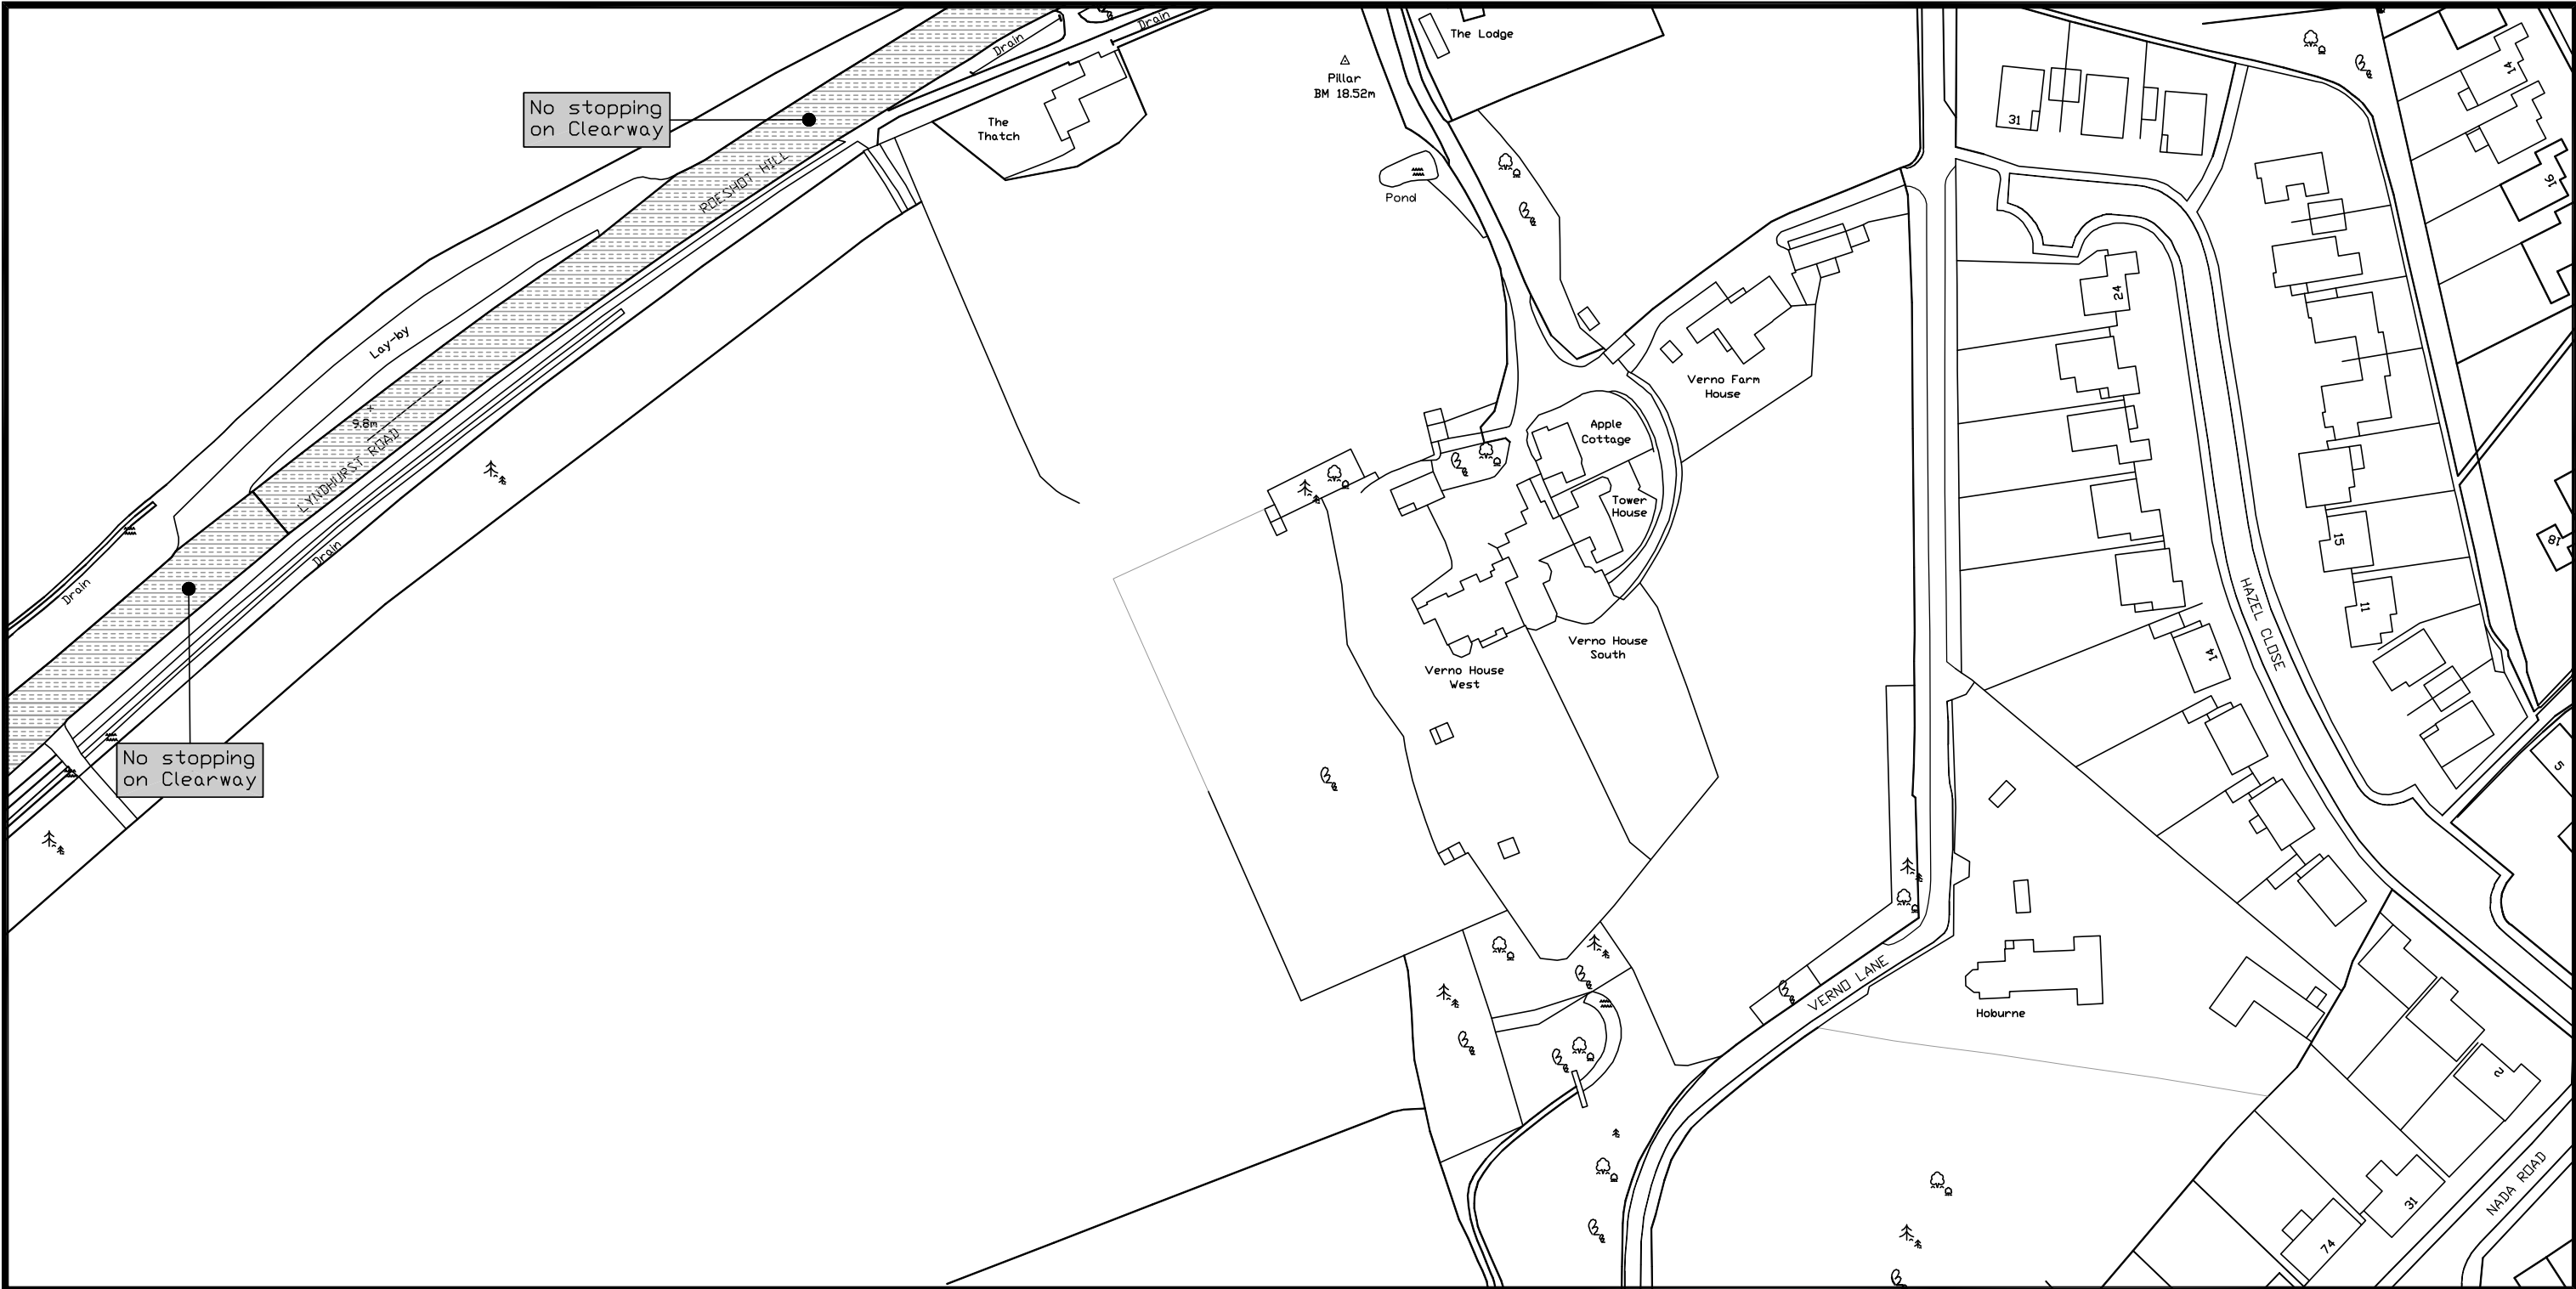 Drain
Drain
The Lodge
Pillar
BM 18.52m
No stopping
on Clearway
The
Thatch
31
14
16
Pond
ROESHOT HILL
24
Lay-by
Verno Farm
House
9.8m
LYNDHURST ROAD
Apple
Cottage
Tower
House
Drain
Drain
15
18
11
HAZEL CLOSE
Verno House
South
Verno House
West
14
No stopping
on Clearway
5
VERNO LANE
Hoburne
2
NADA ROAD
31
74